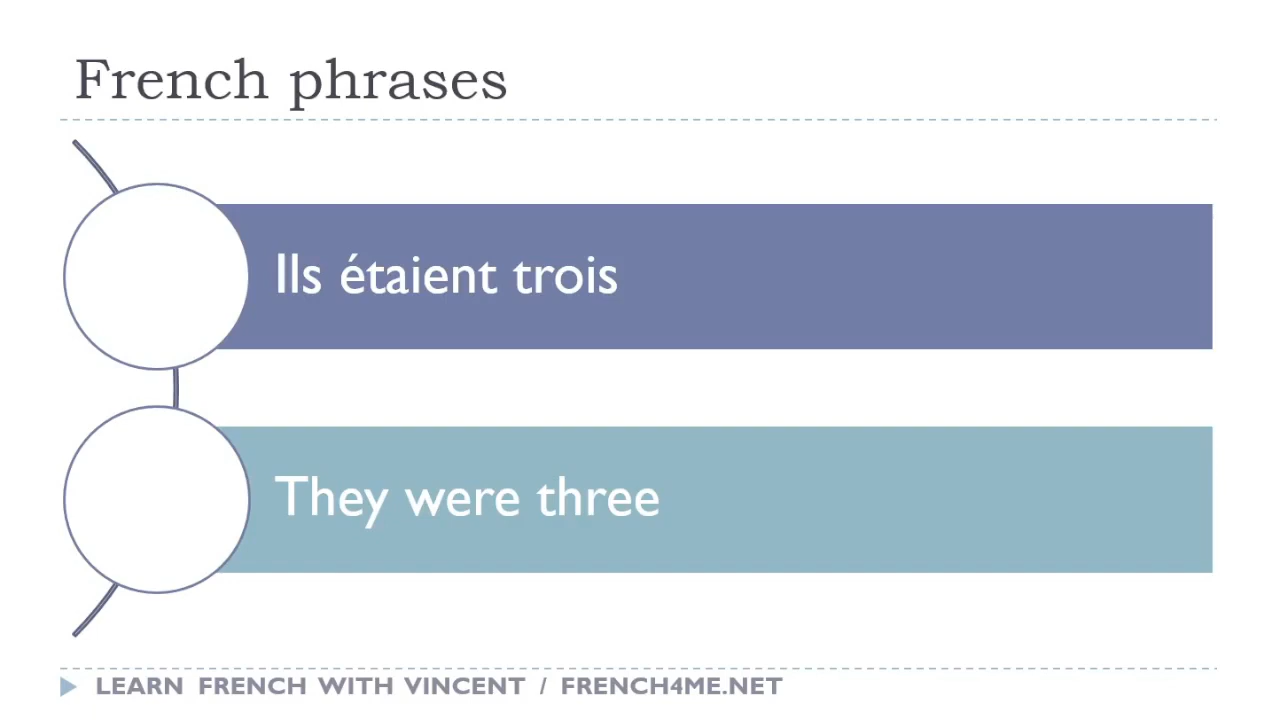 French phrases
Ils étaient trois
They were three
LEARN FRENCH WITH VINCENT / FRENCH4ME.NET